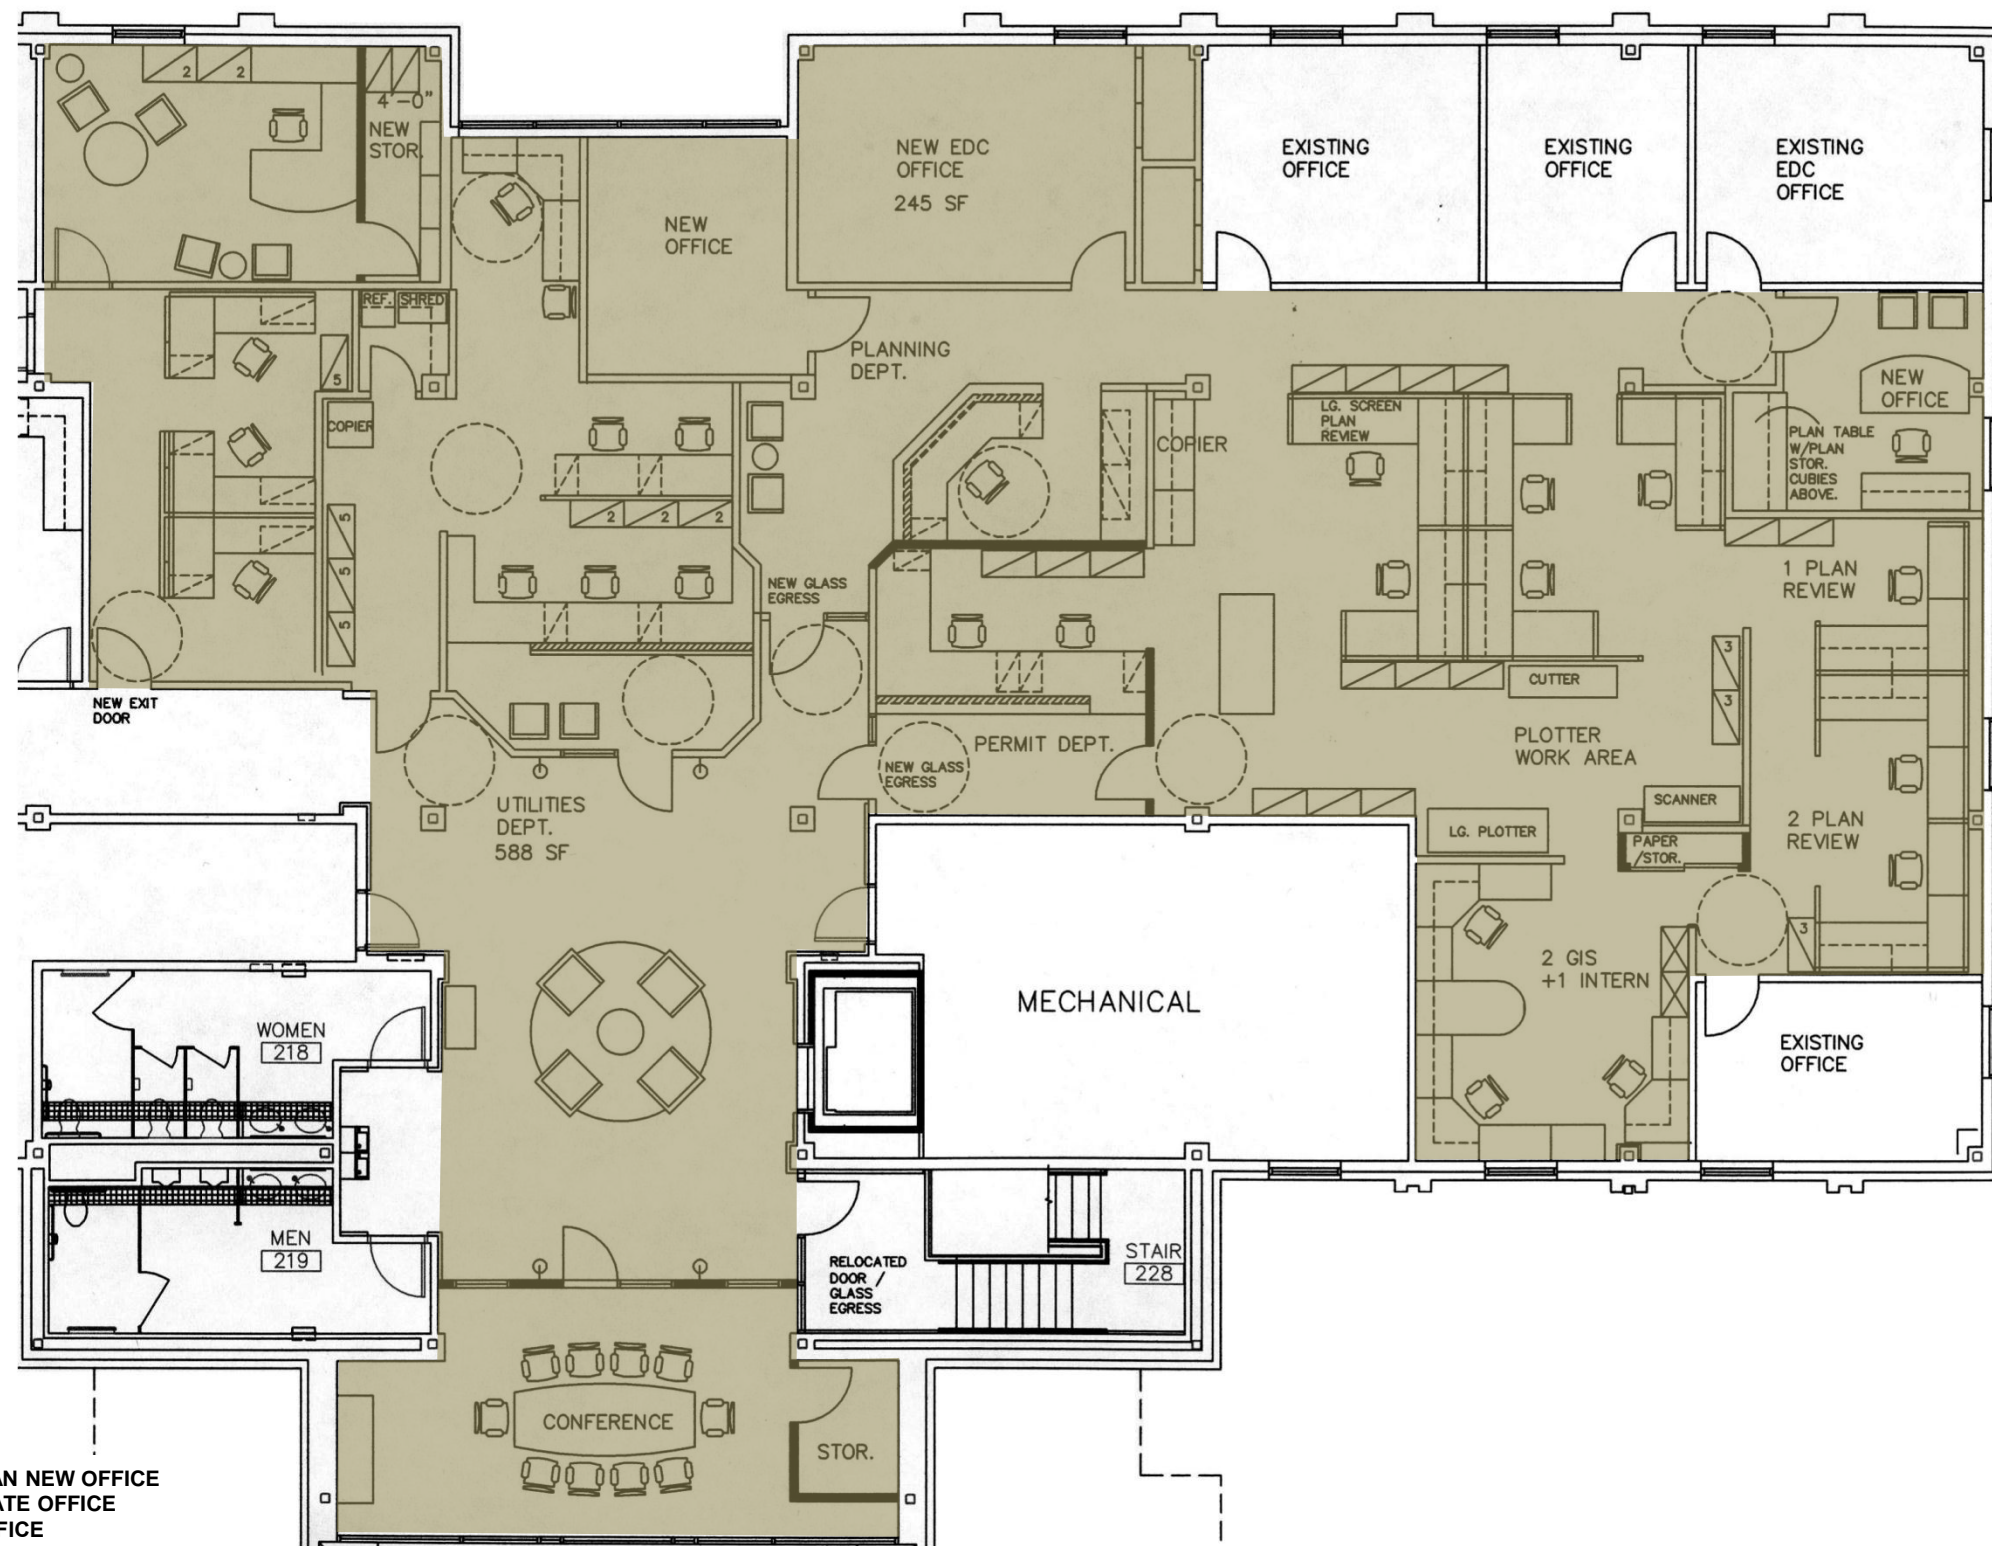 2
2
4'-0"
NEW
STOR.
NEW
OFFICE
NEW EDC
OFFICE
245 SF
EXISTING
OFFICE
EXISTING
OFFICE
EXISTING
EDC
OFFICE
REF.
SHRED
5
COPIER
PLANNING
DEPT.
COPIER
LG. SCREEN
PLAN
REVIEW
NEW
OFFICE
PLAN TABLE
W/PLAN
STOR.
CUBIES
ABOVE.
5
5
5
2
2
2
NEW GLASS
EGRESS
1 PLAN
REVIEW
3
3
CUTTER
NEW EXIT
DOOR
PERMIT DEPT.
NEW GLASS
EGRESS
PLOTTER
WORK AREA
UTILITIES
DEPT.
588 SF
SCANNER
LG. PLOTTER
PAPER
/STOR.
2 PLAN
REVIEW
3
2 GIS
+1 INTERN
MECHANICAL
WOMEN
218
EXISTING
OFFICE
MEN
219
RELOCATED
DOOR /
GLASS
EGRESS
STAIR
228
CONFERENCE
STOR.
AN NEW OFFICE
ATE OFFICE
FICE